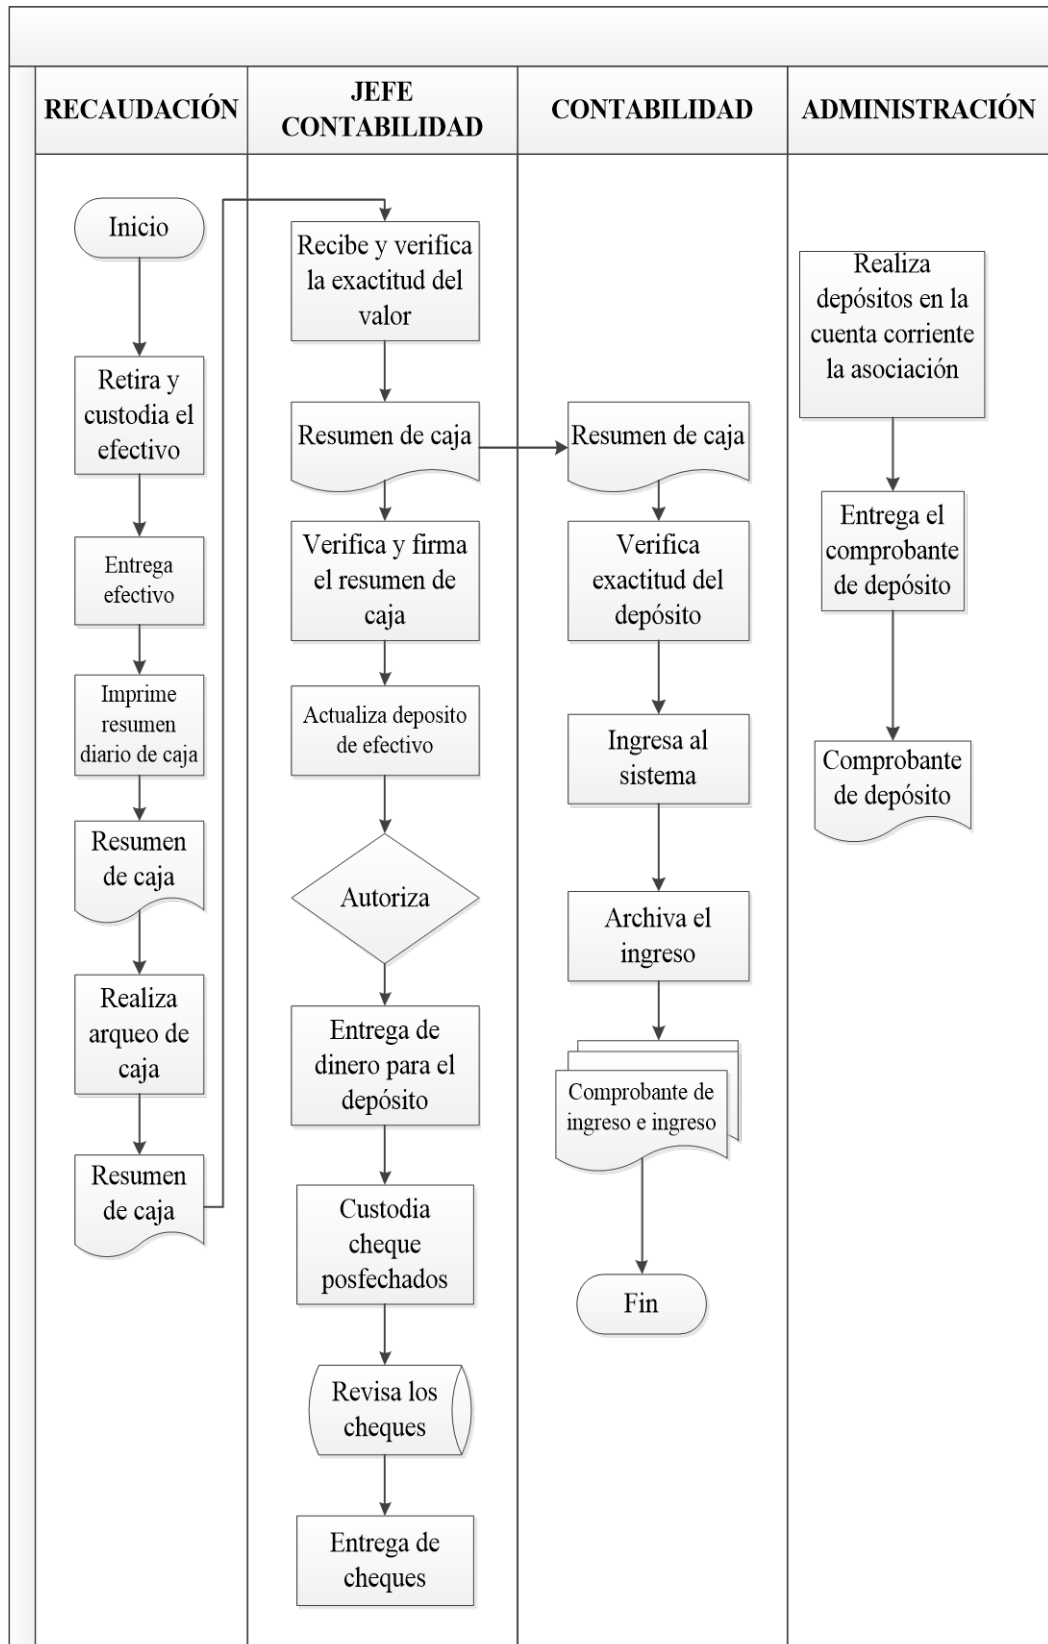 RECAUDACIÓN
JEFE
CONTABILIDAD
CONTABILIDAD
ADMINISTRACIÓN
Inicio
Retira y
custodia el
efectivo
Entrega
efectivo
Imprime
resumen
diario de caja
Resumen
de caja
Realiza
arqueo de
caja
Resumen
de caja
Recibe y verifica
la exactitud del
valor
Resumen de caja
Verifica y firma
el resumen de
caja
Actualiza deposito
de efectivo
Autoriza
Entrega de
dinero para el
depósito
Custodia
cheque
posfechados
Revisa los
cheques
Entrega de
cheques
Resumen de caja
Verifica
exactitud del
depósito
Ingresa al
sistema
Archiva el
ingreso
Comprobante de
ingreso e ingreso
Fin
Realiza
depósitos en la
cuenta corriente
la asociación
Entrega el
comprobante
de depósito
Comprobante
de depósito